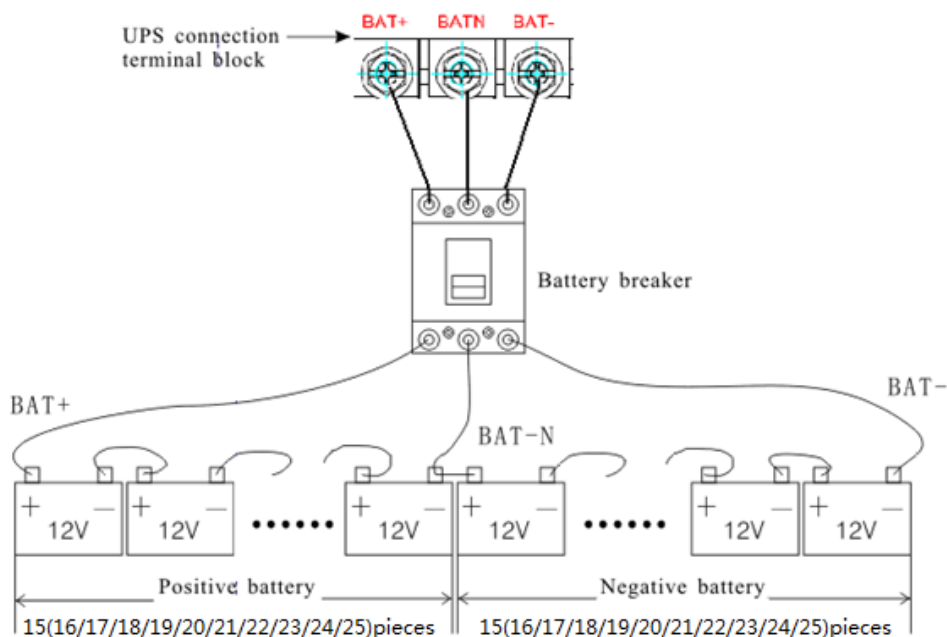 BAT+ BATN BAT-
UPS connection
terminal block
Battery breaker
BAT+
BAT-N
BAT-
+ − 12V
+ − 12V
......
+ − 12V
+ − 12V
......
12V
+ − 12V
Positive battery
Negative battery
15(16/17/18/19/20/21/22/23/24/25)pieces
15(16/17/18/19/20/21/22/23/24/25)pieces